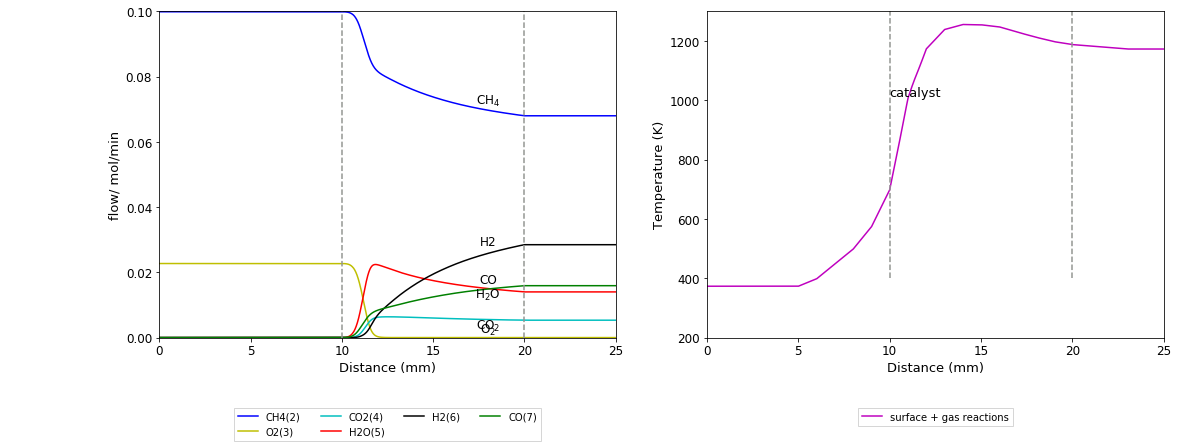 0.10
0.08
0.06
0.04
0.02
0.00
flow/ mol/min
CH₄
H2
CO
H₂O
CO₂
O₂
0 5 10 15 20 25
Distance (mm)
CH4(2) CO2(4) H2(6) CO(7)
O2(3) H2O(5)
1200
1000
800
600
400
200
Temperature (K)
catalyst
0 5 10 15 20 25
Distance (mm)
surface + gas reactions